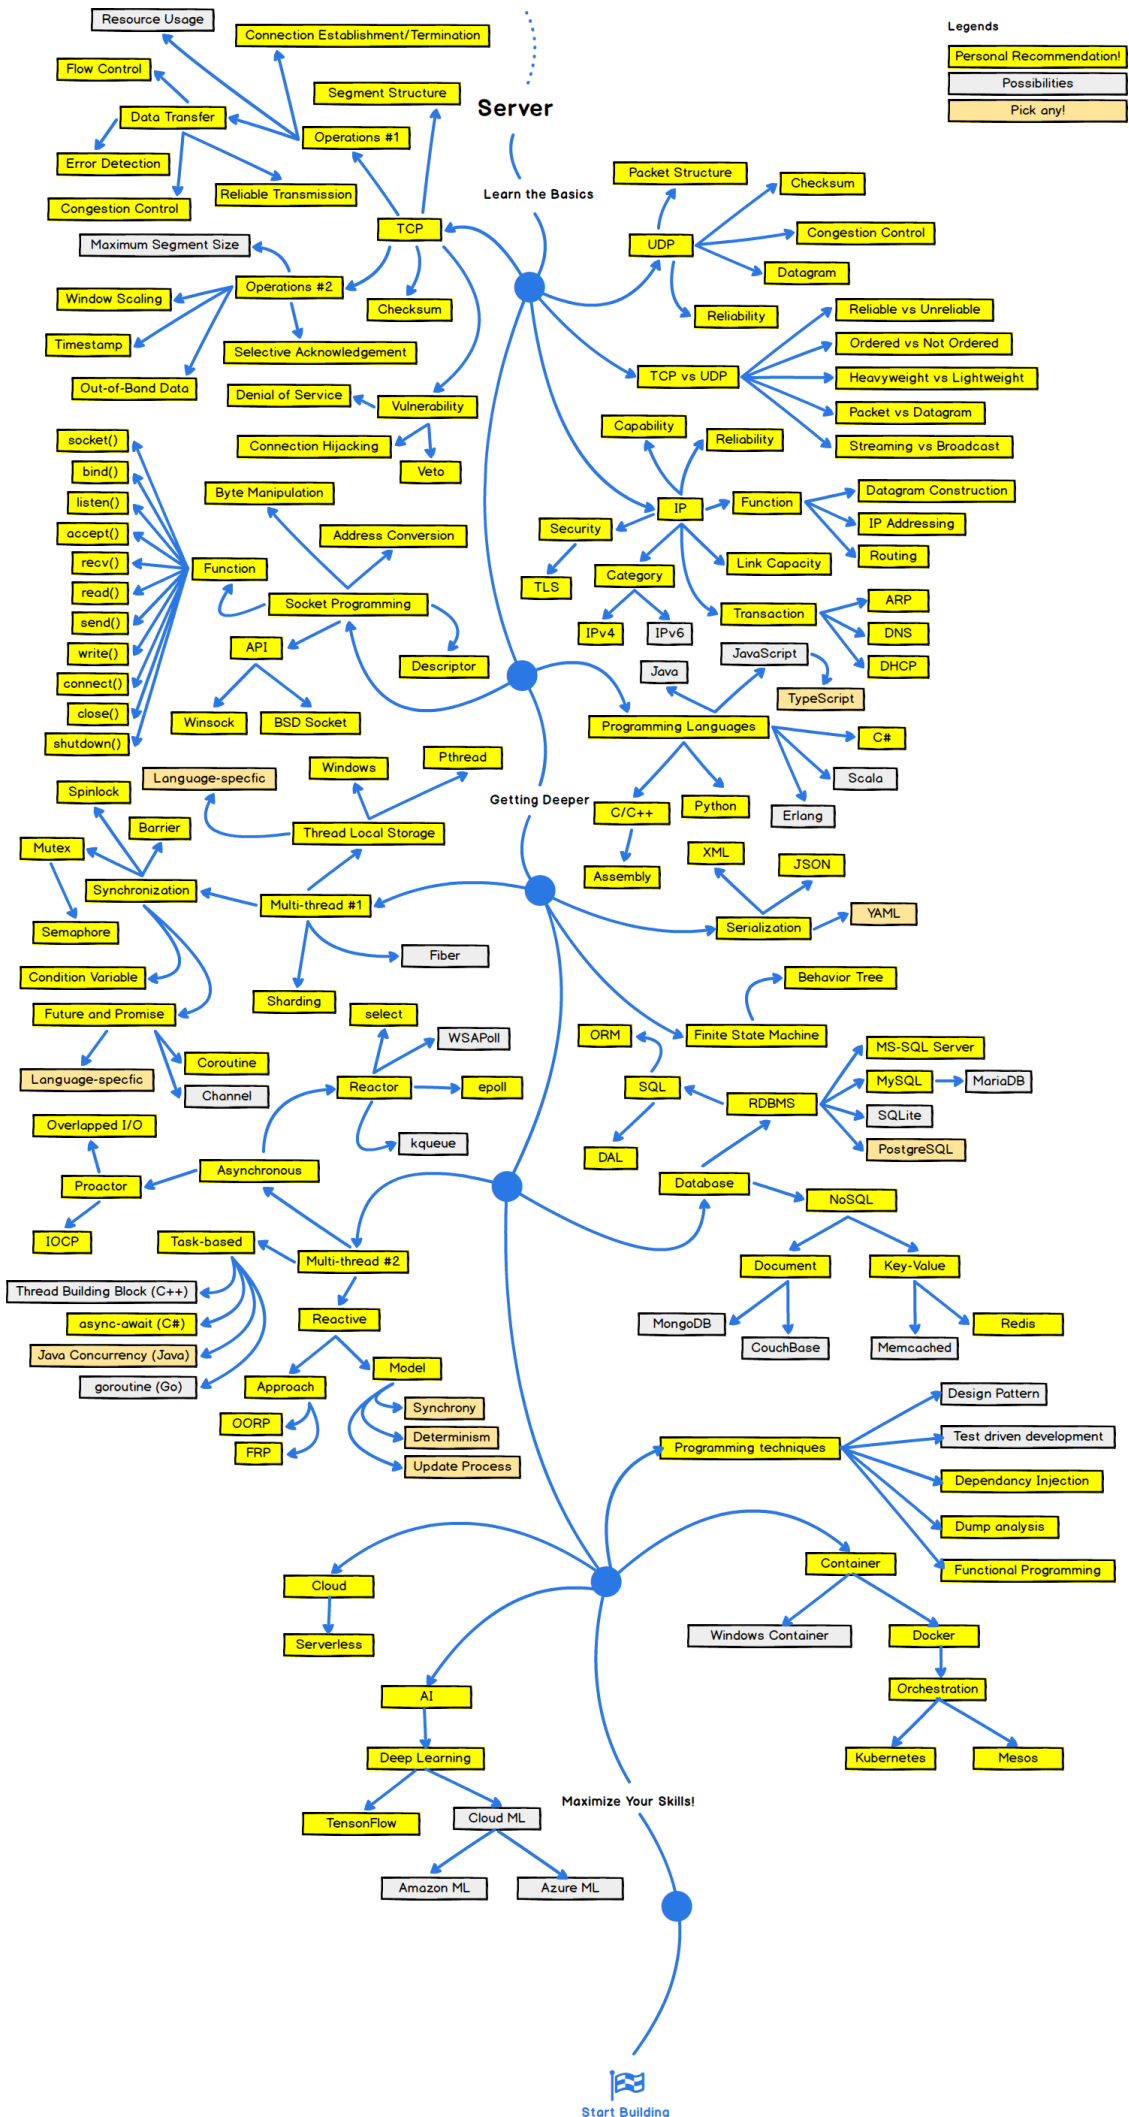 Resource Usage
Connection Establishment/Termination
Legends
Personal Recommendation!
Possibilities
Pick any!
Flow Control
Segment Structure
Server
Data Transfer
Operations #1
Error Detection
Reliable Transmission
Congestion Control
Learn the Basics
Packet Structure
Checksum
TCP
UDP
Congestion Control
Datagram
Maximum Segment Size
Operations #2
Window Scaling
Checksum
Reliability
Timestamp
Selective Acknowledgement
Out-of-Band Data
Reliable vs Unreliable
Ordered vs Not Ordered
TCP vs UDP
Heavyweight vs Lightweight
Packet vs Datagram
Streaming vs Broadcast
Denial of Service
Vulnerability
Connection Hijacking
Veto
Capability
Reliability
socket()
bind()
listen()
accept()
recv()
read()
send()
write()
connect()
close()
shutdown()
Byte Manipulation
Address Conversion
Function
Socket Programming
API
Descriptor
Winsock
BSD Socket
IP
Function
Datagram Construction
IP Addressing
Routing
Security
TLS
Category
Link Capacity
IPv4
IPv6
Transaction
ARP
DNS
DHCP
Java
JavaScript
TypeScript
Programming Languages
C#
Scala
Erlang
C/C++
Python
Assembly
Getting Deeper
Language-specfic
Windows
Pthread
Spinlock
Barrier
Thread Local Storage
Mutex
Synchronization
Multi-thread #1
Semaphore
Fiber
Condition Variable
Sharding
Future and Promise
Language-specfic
Coroutine
Channel
XML
JSON
Serialization
YAML
Behavior Tree
Finite State Machine
select
WSAPoll
Reactor
epoll
kqueue
Overlapped I/O
Asynchronous
Proactor
IOCP
ORM
SQL
DAL
RDBMS
MS-SQL Server
MySQL
MariaDB
SQLite
PostgreSQL
Database
NoSQL
Task-based
Multi-thread #2
Thread Building Block (C++)
async-await (C#)
Java Concurrency (Java)
goroutine (Go)
Reactive
Approach
Model
OORP
FRP
Synchrony
Determinism
Update Process
Document
Key-Value
MongoDB
CouchBase
Memcached
Redis
Design Pattern
Programming techniques
Test driven development
Dependancy Injection
Dump analysis
Functional Programming
Cloud
Serverless
Container
Windows Container
Docker
Orchestration
Kubernetes
Mesos
AI
Deep Learning
TensonFlow
Cloud ML
Amazon ML
Azure ML
Maximize Your Skills!
Start Building